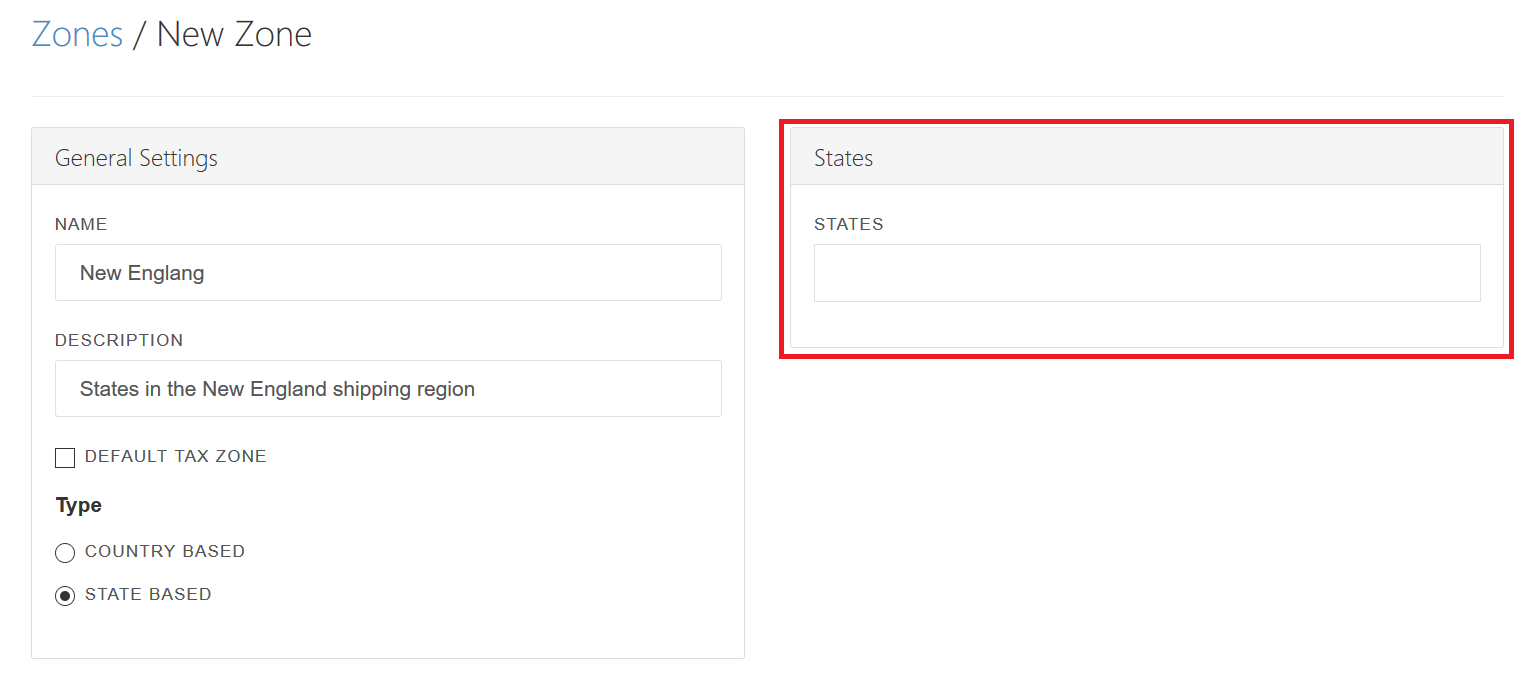 Zones / New Zone
General Settings
NAME
New Englang
DESCRIPTION
States in the New England shipping region
DEFAULT TAX ZONE
Type
COUNTRY BASED
STATE BASED
States
STATES